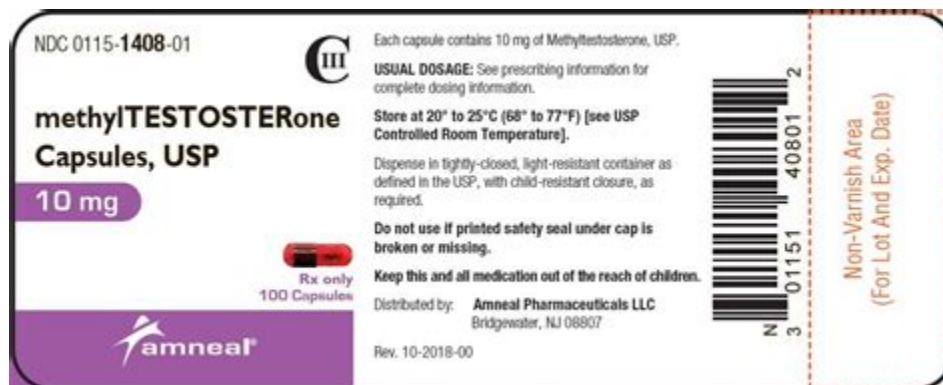 NDC 0115-1408-01
CIII
methylTESTOSTERone
Capsules, USP
10 mg
Rx only
100 Capsules
amneal®
Each capsule contains 10 mg of Methyltestosterone, USP.
USUAL DOSAGE: See prescribing information for
complete dosing information.
Store at 20° to 25°C (68° to 77°F) [see USP
Controlled Room Temperature].
Dispense in tightly-closed, light-resistant container as
defined in the USP, with child-resistant closure, as
required.
Do not use if printed safety seal under cap is
broken or missing.
Keep this and all medication out of the reach of children.
Distributed by: Amneal Pharmaceuticals LLC
Bridgewater, NJ 08807
Rev. 10-2018-00
N
3 01151 40801 2
Non-Varnish Area
(For Lot And Exp. Date)